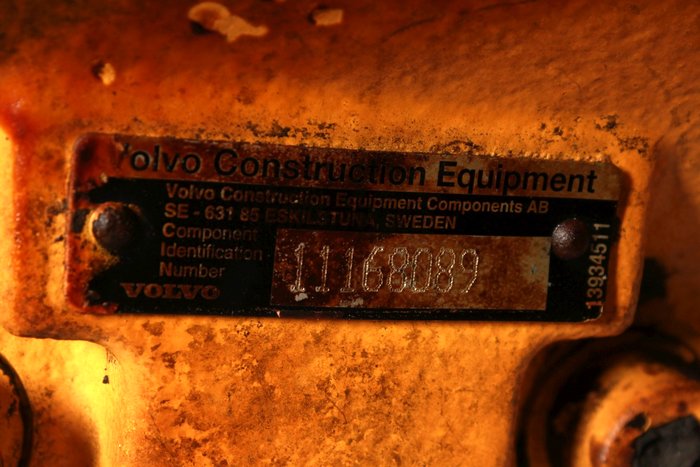 Volvo Construction Equipment
Volvo Construction Equipment Components AB
SE - 631 85 ESKILSTUNA, SWEDEN
Component
Identification
Number
11168089
VOLVO
13934511